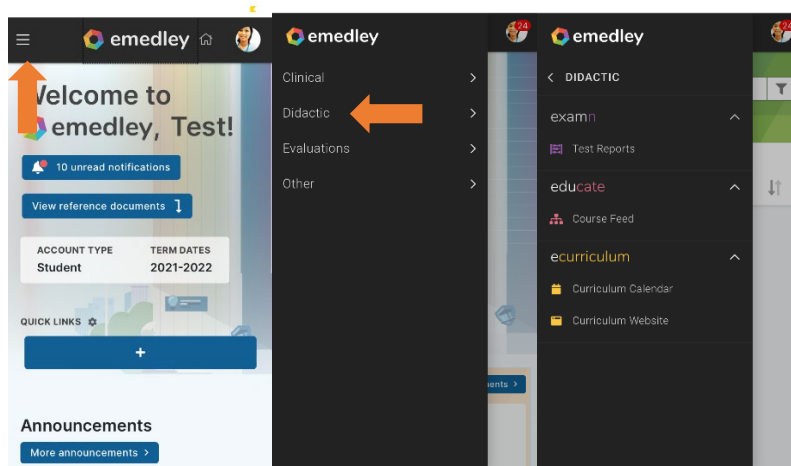 emedley
Welcome to
emedley, Test!
10 unread notifications
View reference documents
ACCOUNT TYPE TERM DATES
Student 2021-2022
QUICK LINKS
+
Announcements
More announcements >
24
emedley
Clinical >
Didactic >
Evaluations >
Other >
ents >
24
emedley
< DIDACTIC
examn
Test Reports
educate
Course Feed
ecurriculum
Curriculum Calendar
Curriculum Website